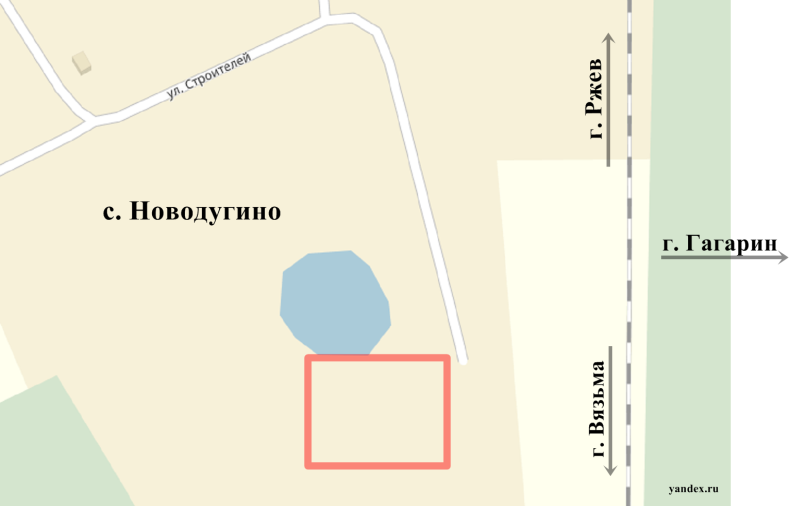 ул. Строителей
г. Ржев
с. Новодугино
г. Гагарин
г. Вязьма
yandex.ru